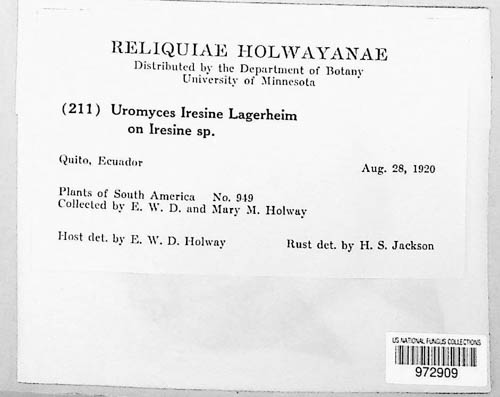 RELIQUIAE HOLWAYANAE
Distributed by the Department of Botany
University of Minnesota
(211) Uromyces Iresine Lagerheim
on Iresine sp.
Quito, Ecuador Aug. 28, 1920
Plants of South America No. 949
Collected by E. W. D. and Mary M. Holway
Host det. by E. W. D. Holway Rust det. by H. S. Jackson
US NATIONAL FUNGUS COLLECTIONS
972909